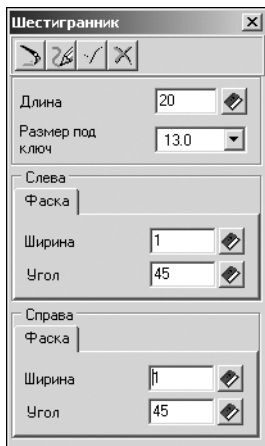 Шестигранник
Длина 20
Размер под ключ 13.0
Слева
Фаска
Ширина 1
Угол 45
Справа
Фаска
Ширина 1
Угол 45